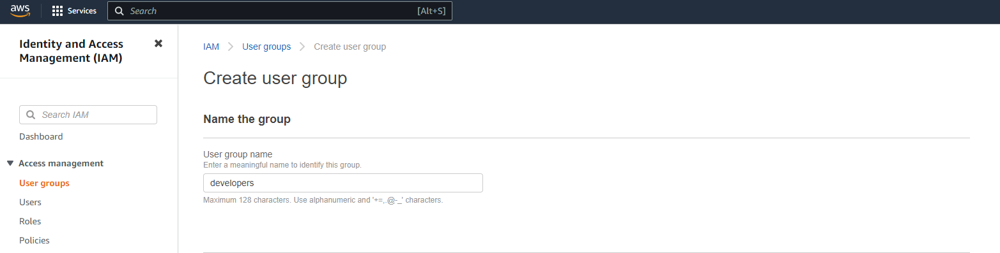 aws
Services
Search
[Alt+S]
Identity and Access
Management (IAM)
Search IAM
Dashboard
Access management
User groups
Users
Roles
Policies
IAM
User groups
Create user group
Create user group
Name the group
User group name
Enter a meaningful name to identify this group.
developers
Maximum 128 characters. Use alphanumeric and '+=,.@-_' characters.